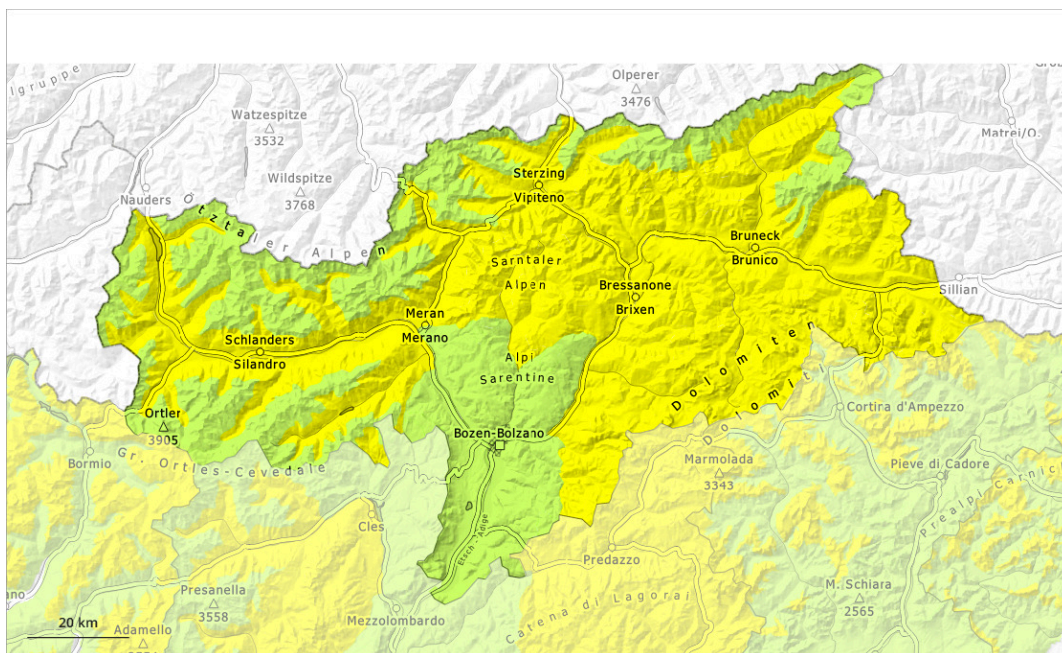 Olperer
3476
Watzespitze
3532
Matrei/O.
Wildspitze
3768
Nauders
Sterzing
Vipiteno
Ötztaler Alpen
Bruneck
Brunico
Sarntaler
Alpen
Bressanone
Brixen
Sillian
Meran
Merano
Schlanders
Silandro
Alpi
Sarentine
Dolomiten
Dolomiti
Ortler
3905
Cortina d'Ampezzo
Bozen-Bolzano
Bormio
Gr. Ortles-Cevedale
Marmolada
3343
Pieve di Cadore
Cles
Etsch - Adige
Predazzo
Prealpi Carnic
M. Schiara
2565
Presanella
3558
Catena di Lagorai
20 km
Mezzolombardo
Adamello